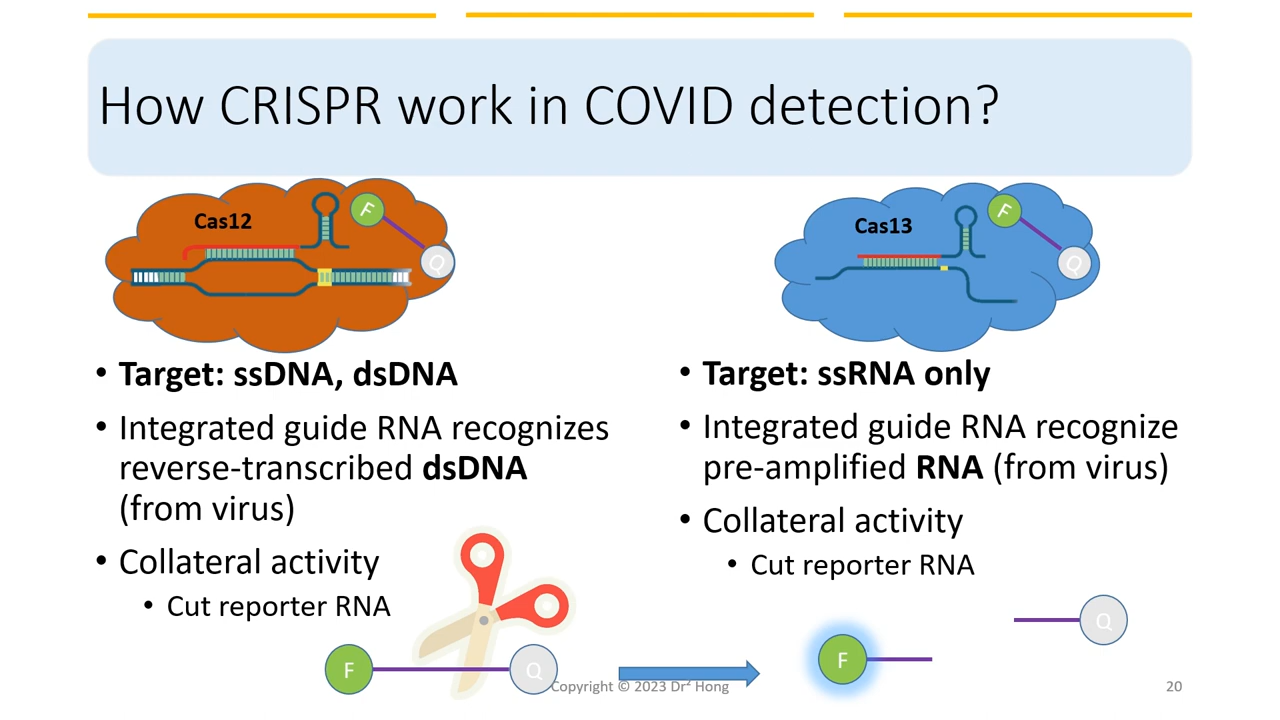 How CRISPR work in COVID detection?
Cas12
F
Q
Cas13
F
Q
• Target: ssDNA, dsDNA
• Integrated guide RNA recognizes
reverse-transcribed dsDNA
(from virus)
• Collateral activity
• Cut reporter RNA
• Target: ssRNA only
• Integrated guide RNA recognize
pre-amplified RNA (from virus)
• Collateral activity
• Cut reporter RNA
F
Q
F
Q
Copyright © 2023 Dr² Hong
20